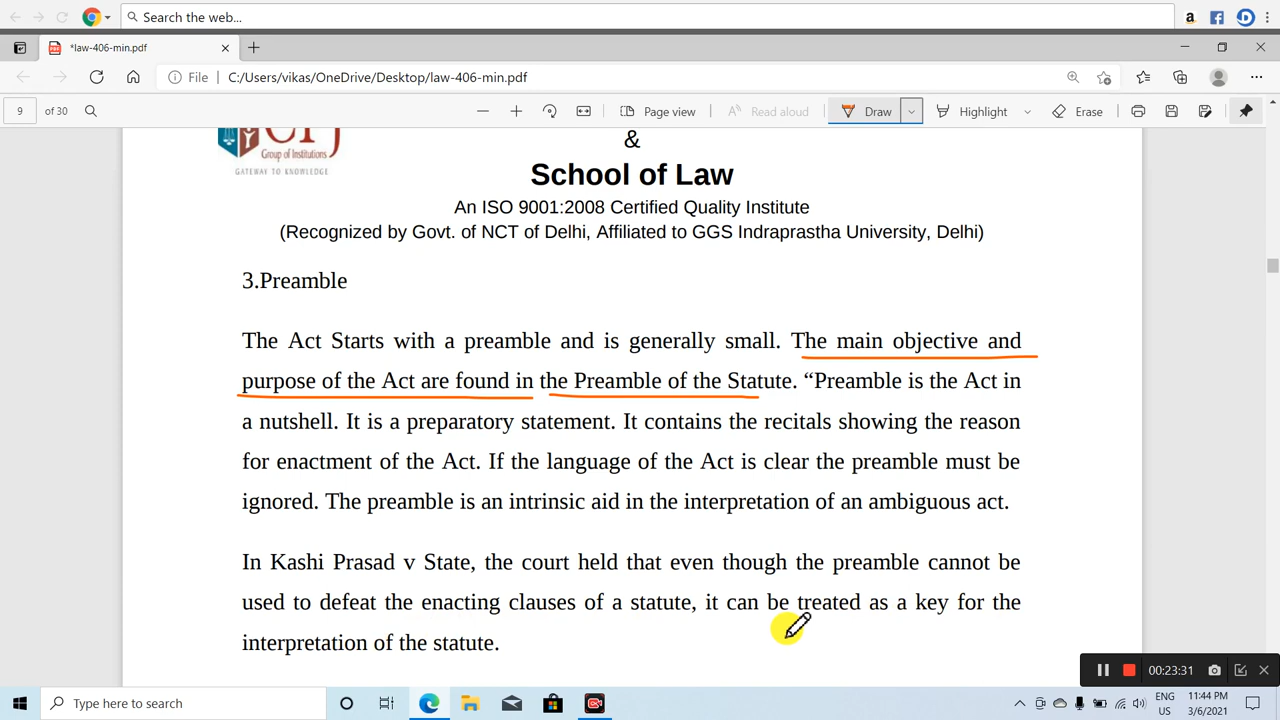 Search the web...
a
*law-406-min.pdf
File
C:/Users/vikas/OneDrive/Desktop/law-406-min.pdf
9 of 30
Page view
Read aloud
Draw
Highlight
Erase
Group of Institutions
GATEWAY TO KNOWLEDGE
&
School of Law
An ISO 9001:2008 Certified Quality Institute
(Recognized by Govt. of NCT of Delhi, Affiliated to GGS Indraprastha University, Delhi)
3.Preamble
The Act Starts with a preamble and is generally small. The main objective and
purpose of the Act are found in the Preamble of the Statute. “Preamble is the Act in
a nutshell. It is a preparatory statement. It contains the recitals showing the reason
for enactment of the Act. If the language of the Act is clear the preamble must be
ignored. The preamble is an intrinsic aid in the interpretation of an ambiguous act.
In Kashi Prasad v State, the court held that even though the preamble cannot be
used to defeat the enacting clauses of a statute, it can be treated as a key for the
interpretation of the statute.
00:23:31
Type here to search
ENG
US
11:44 PM
3/6/2021